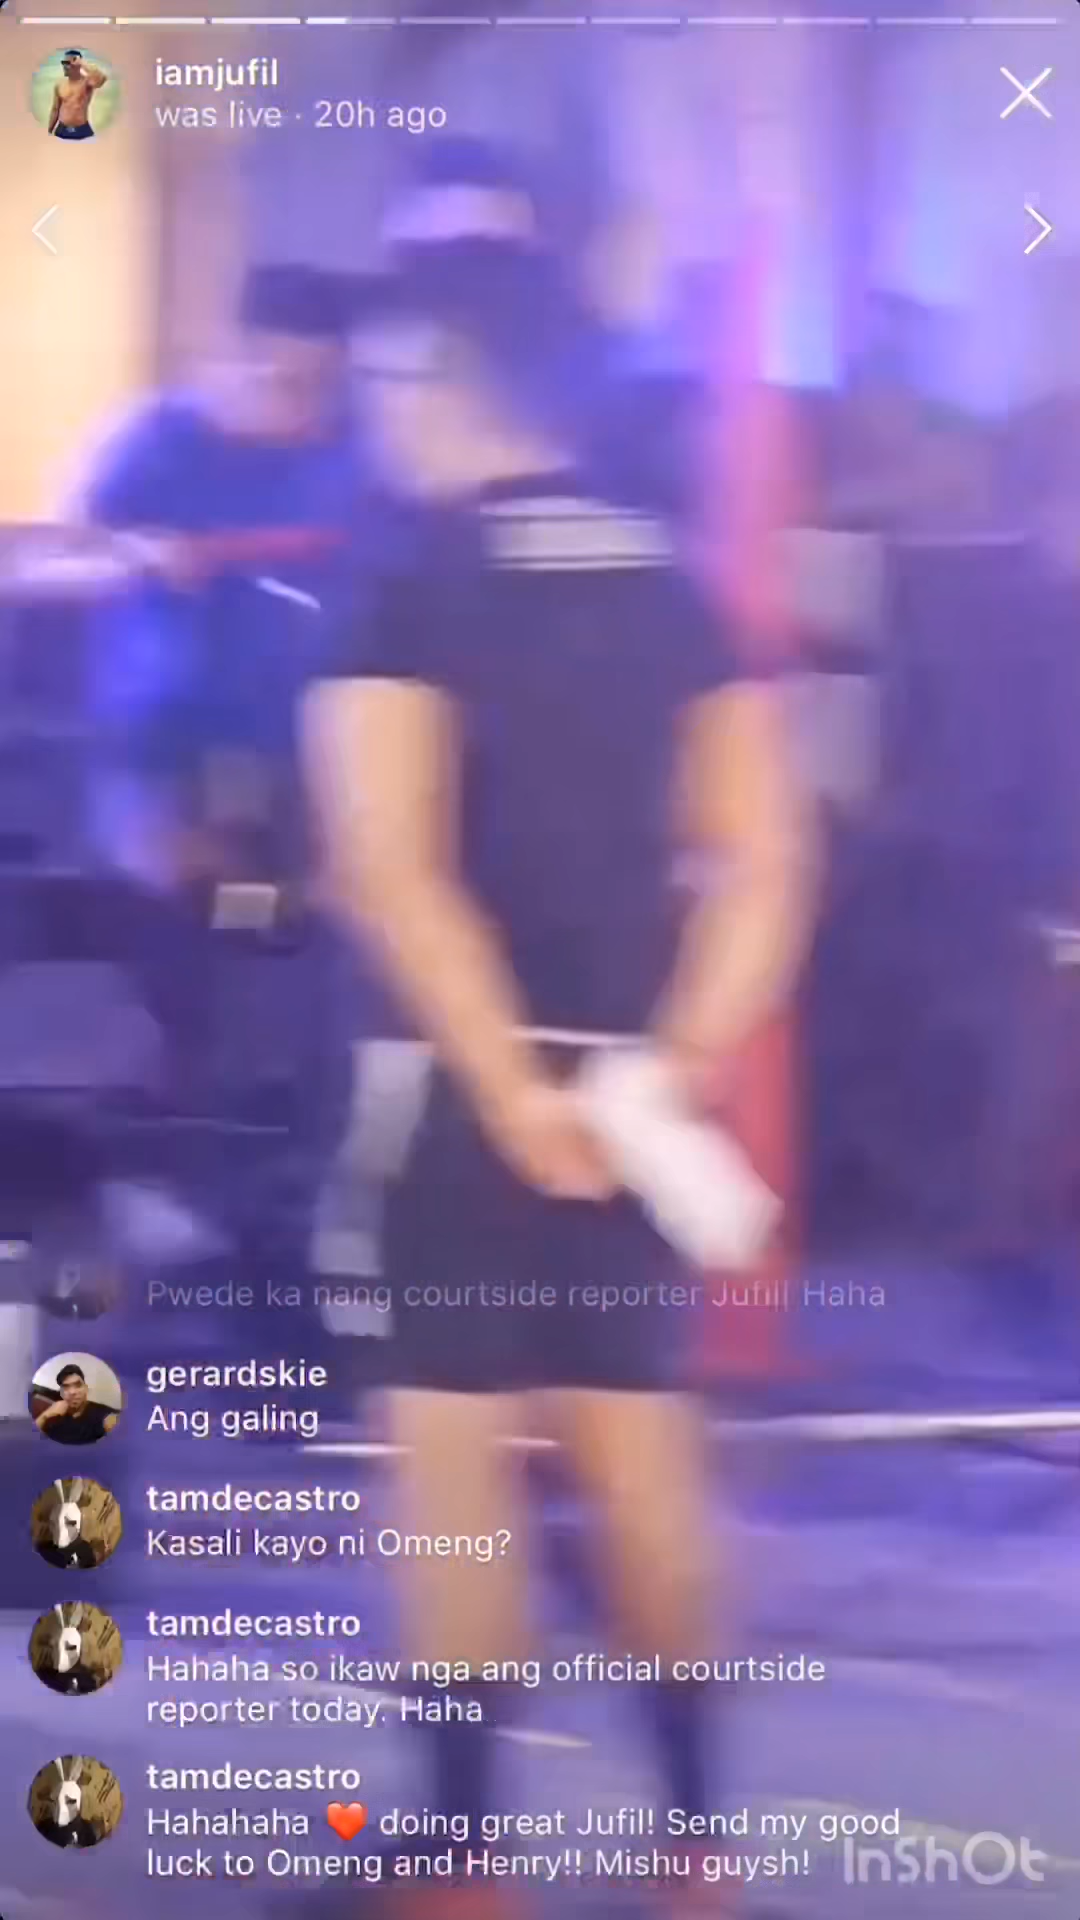 iamjufil
was live · 20h ago
Pwede ka nang courtside reporter Jufil! Haha
gerardskie
Ang galing
tamdecastro
Kasali kayo ni Omeng?
tamdecastro
Hahaha so ikaw nga ang official courtside
reporter today. Haha
tamdecastro
Hahahaha ❤️ doing great Jufil! Send my good
luck to Omeng and Henry!! Mishu guysh!
InShOt